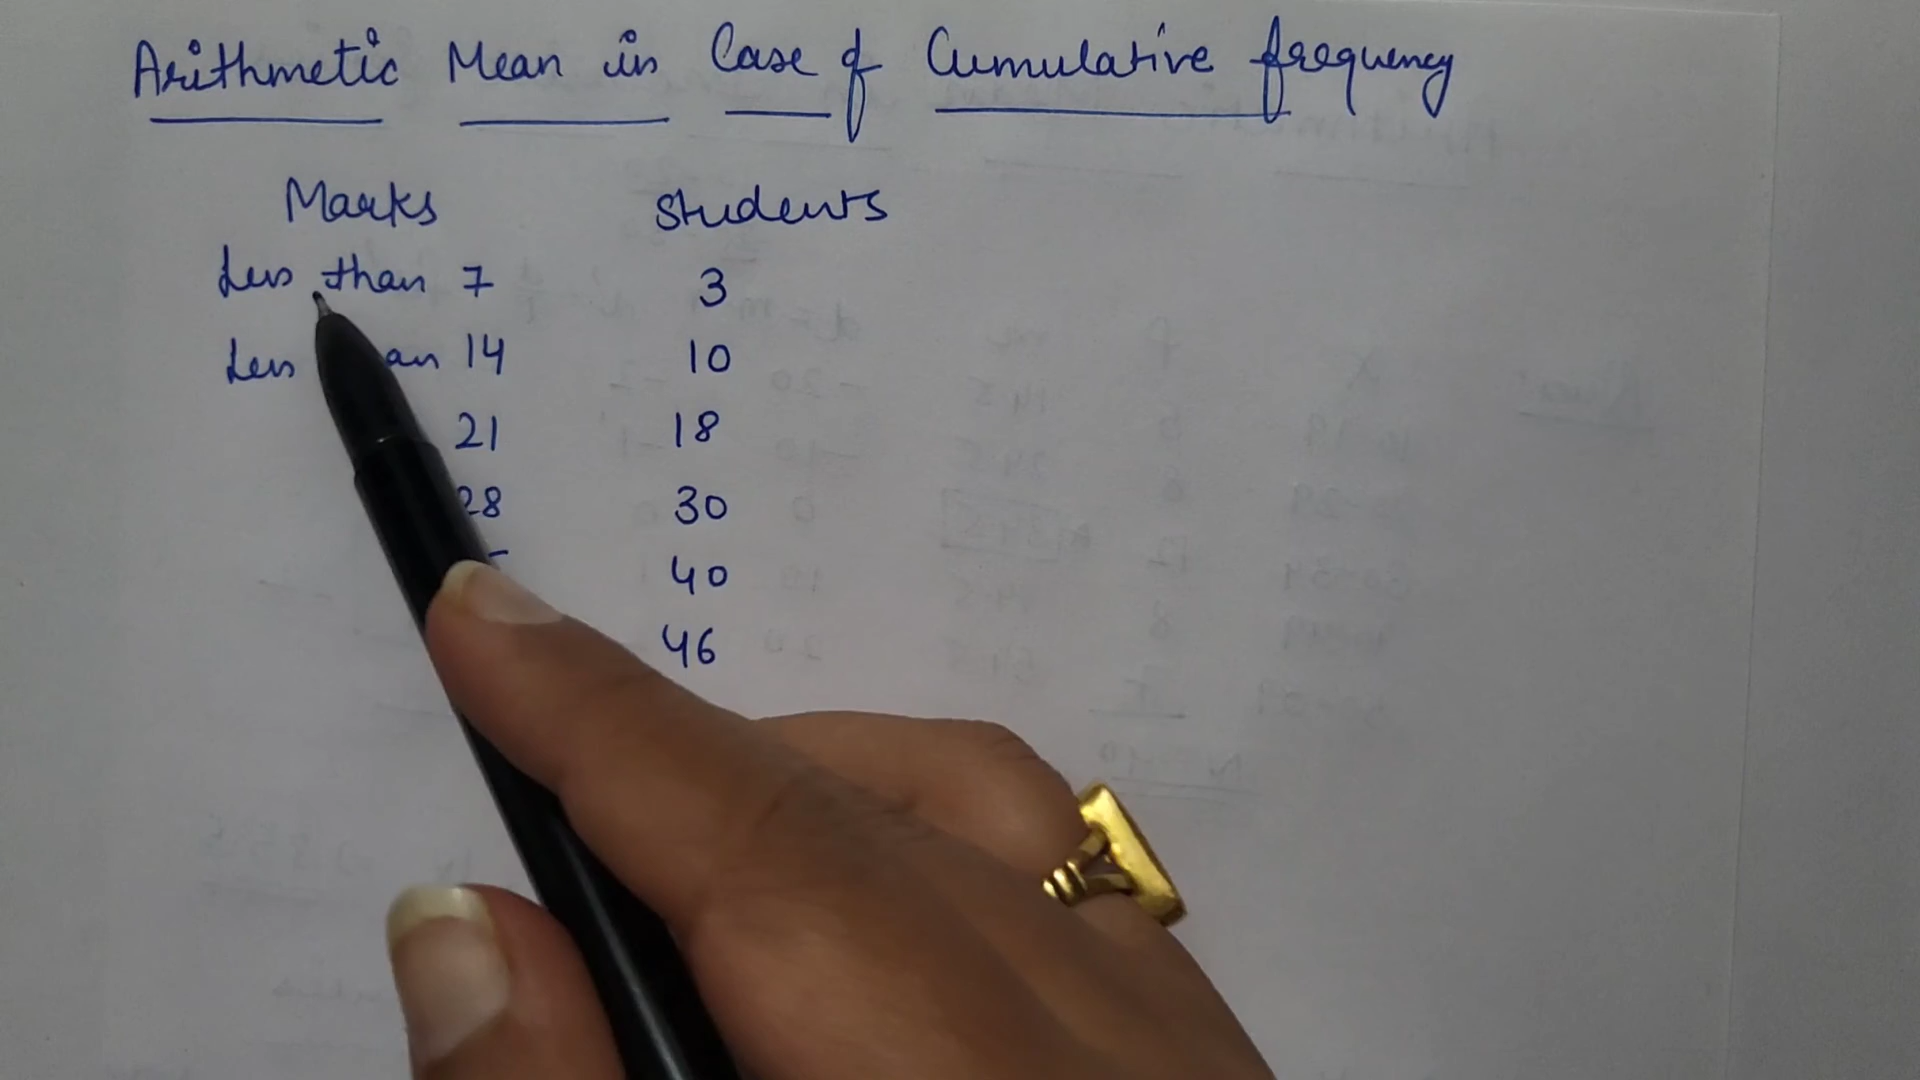 Arithmetic Mean in Case of Cumulative frequency
Marks students
Less than 7 3
Less 14 10
21 18
28 30
40
46